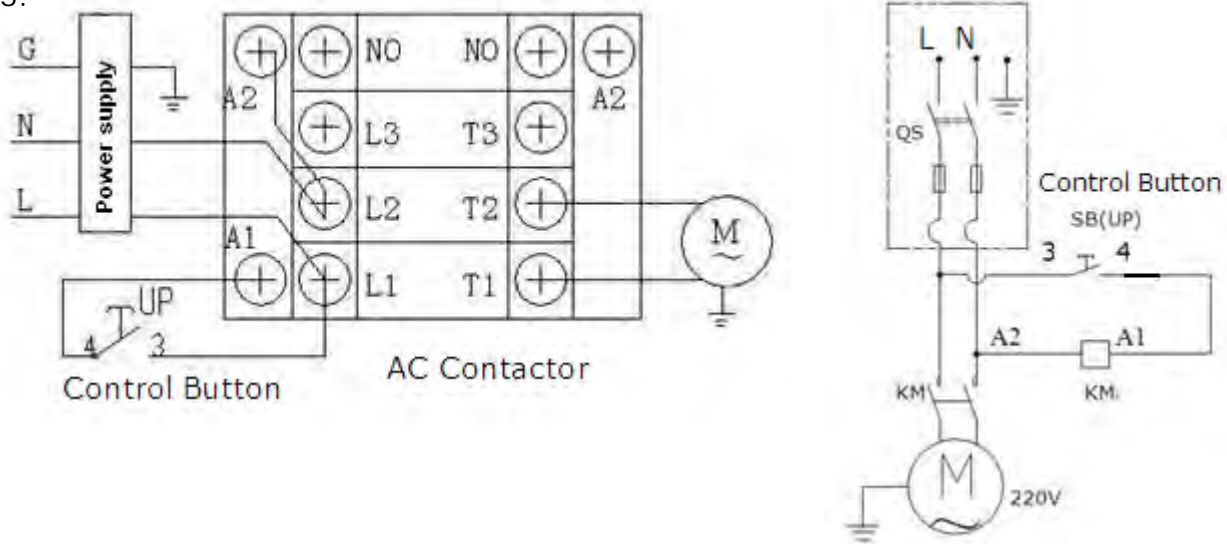 G
N
L
Power supply
A2
NO
NO
A2
L3
T3
L2
T2
A1
L1
T1
M
UP
4
3
Control Button
AC Contactor
L N
QS
Control Button
SB(UP)
3 4
A2
A1
KM
KM
M
220V